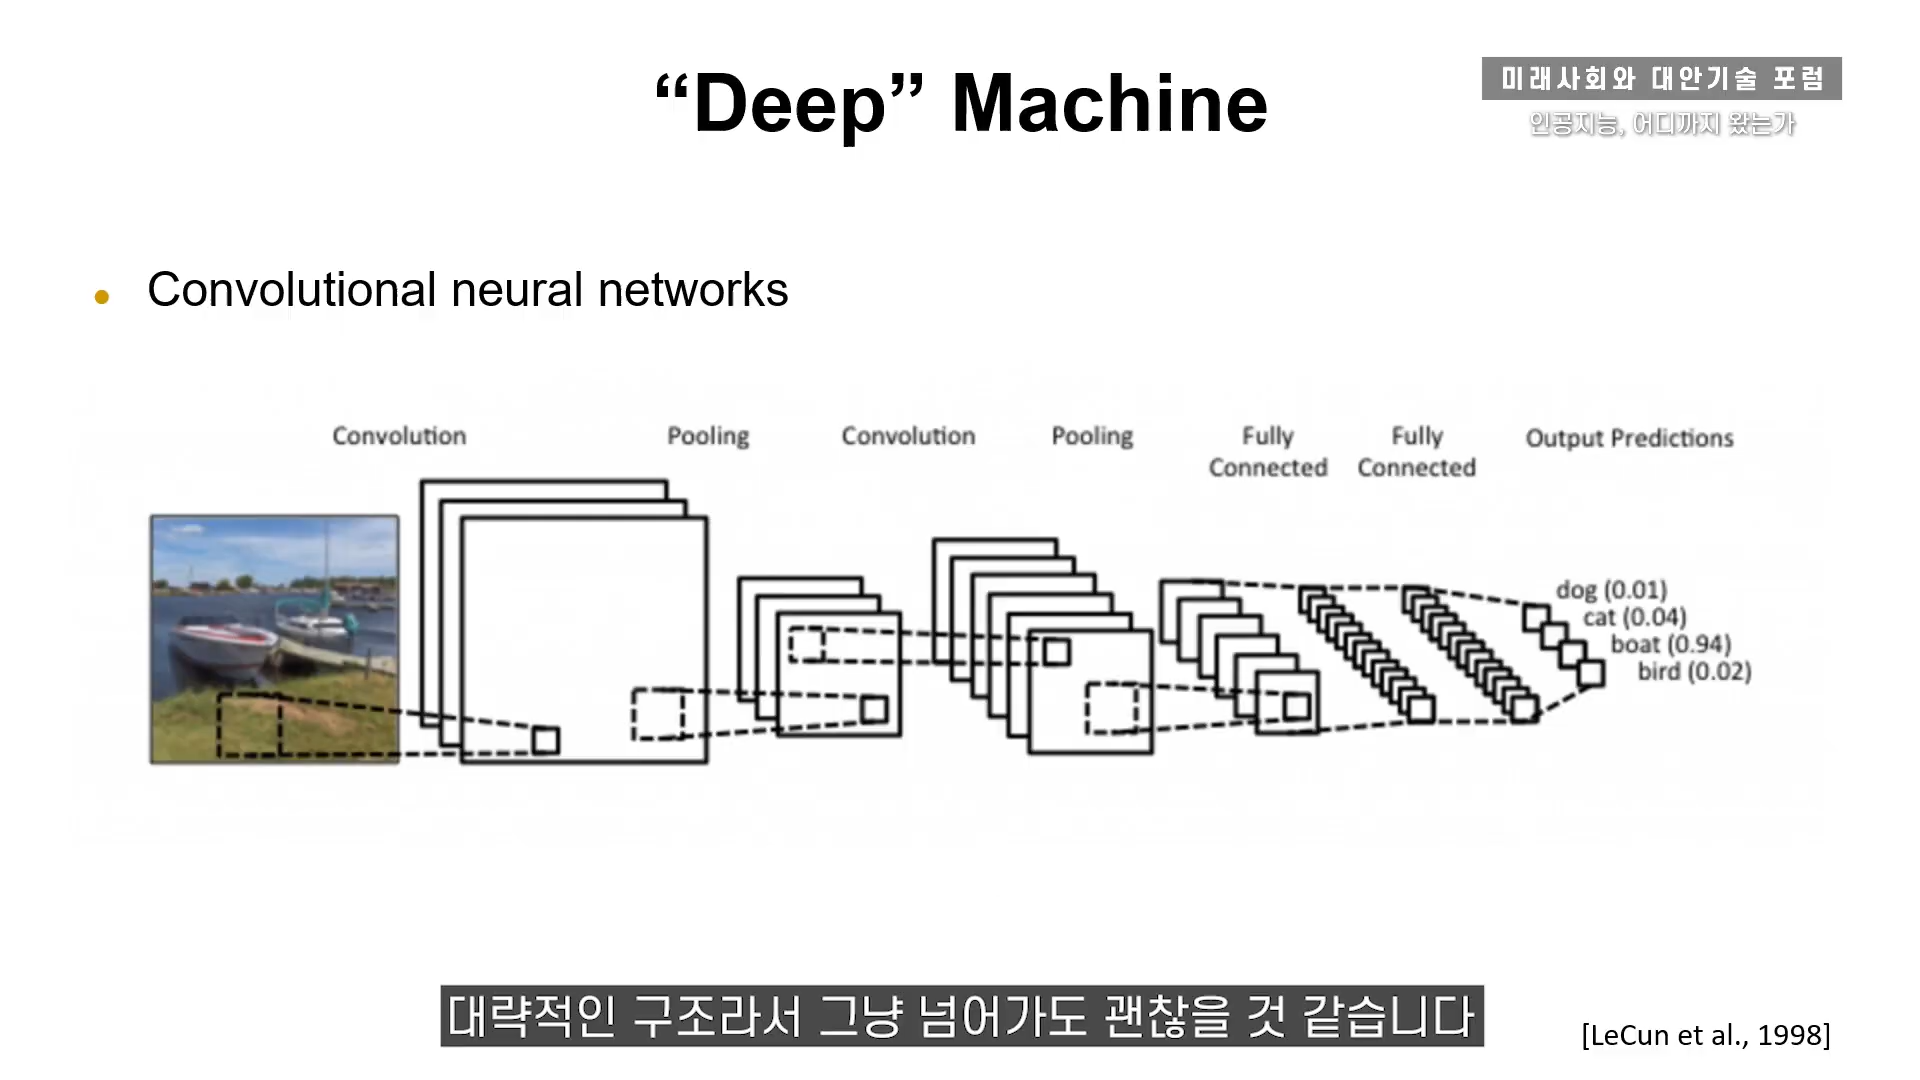 “Deep” Machine
미래사회와 대안기술 포럼
인공지능, 어디까지 왔는가
• Convolutional neural networks
Convolution
Pooling
Convolution
Pooling
Fully
Connected
Fully
Connected
Output Predictions
dog (0.01)
cat (0.04)
boat (0.94)
bird (0.02)
대략적인 구조라서 그냥 넘어가도 괜찮을 것 같습니다
[LeCun et al., 1998]